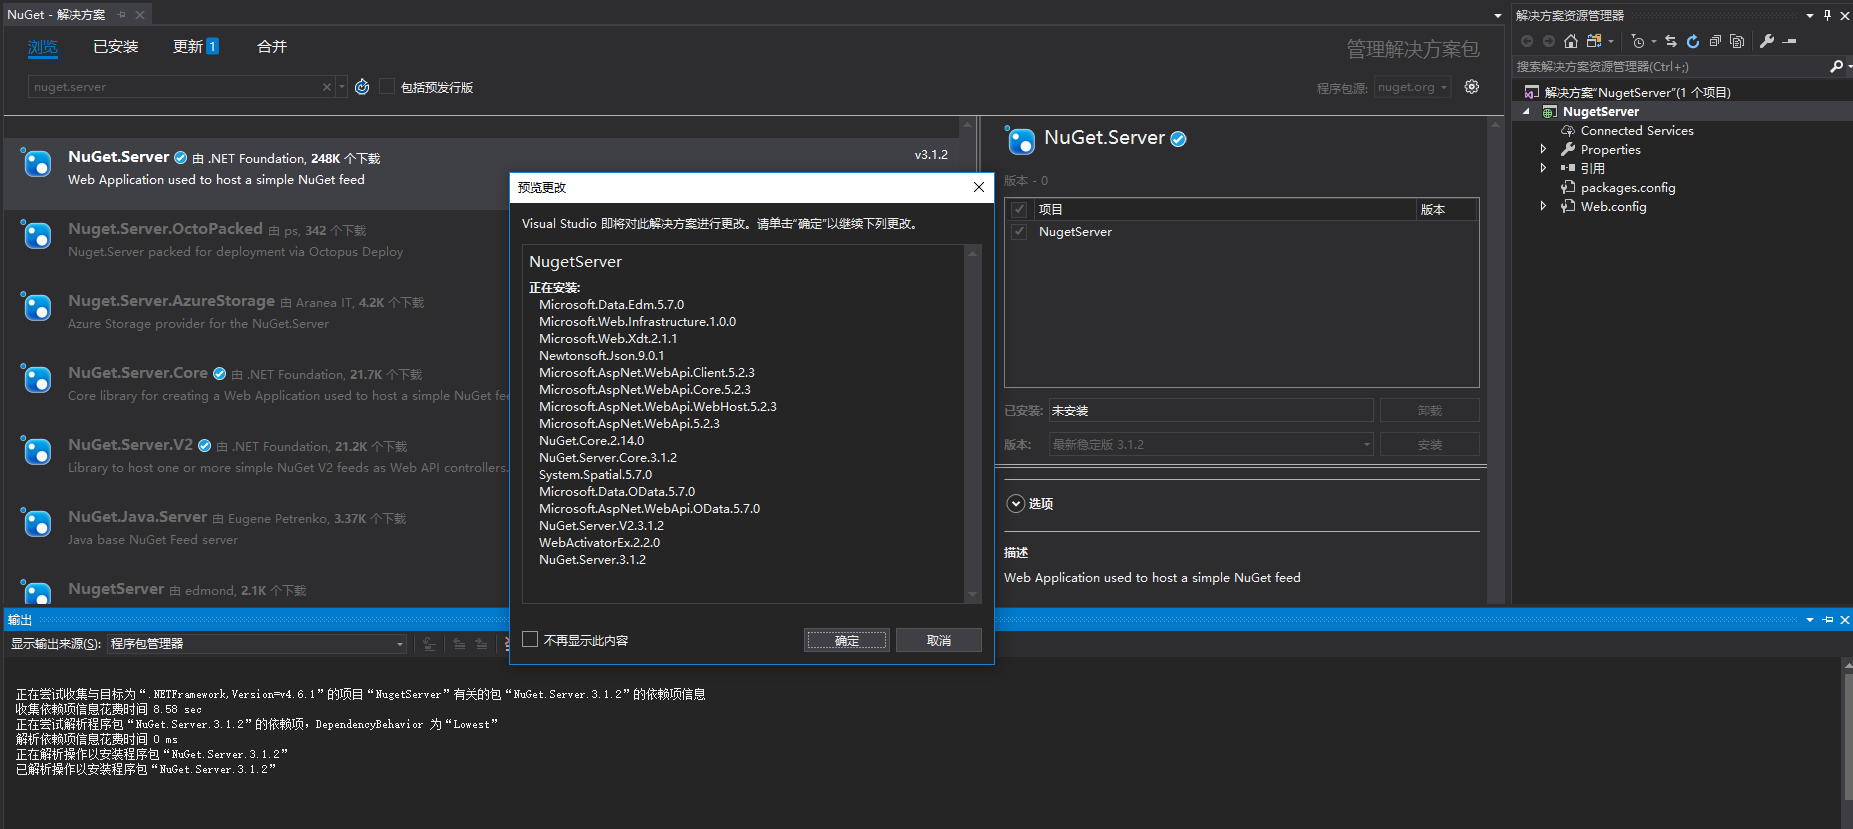 NuGet - 解决方案
浏览
已安装
更新 1
合并
管理解决方案包
nuget.server
包括预发行版
程序包源:
nuget.org
NuGet.Server 由 .NET Foundation, 248K 个下载
v3.1.2
Web Application used to host a simple NuGet feed
Nuget.Server.OctoPacked 由 ps, 342 个下载
Nuget.Server packed for deployment via Octopus Deploy
Nuget.Server.AzureStorage 由 Aranea IT, 4.2K 个下载
Azure Storage provider for the NuGet.Server
NuGet.Server.Core 由 .NET Foundation, 21.7K 个下载
Core library for creating a Web Application used to host a simple NuGet fe
NuGet.Server.V2 由 .NET Foundation, 21.2K 个下载
Library to host one or more simple NuGet V2 feeds as Web API controllers.
NuGet.Java.Server 由 Eugene Petrenko, 3.37K 个下载
Java base NuGet Feed server
NugetServer 由 edmond, 2.1K 个下载
预览更改
Visual Studio 即将对此解决方案进行更改。请单击“确定”以继续下列更改。
NugetServer
正在安装:
Microsoft.Data.Edm.5.7.0
Microsoft.Web.Infrastructure.1.0.0
Microsoft.Web.Xdt.2.1.1
Newtonsoft.Json.9.0.1
Microsoft.AspNet.WebApi.Client.5.2.3
Microsoft.AspNet.WebApi.Core.5.2.3
Microsoft.AspNet.WebApi.WebHost.5.2.3
Microsoft.AspNet.WebApi.5.2.3
NuGet.Core.2.14.0
NuGet.Server.Core.3.1.2
System.Spatial.5.7.0
Microsoft.Data.OData.5.7.0
Microsoft.AspNet.WebApi.OData.5.7.0
NuGet.Server.V2.3.1.2
WebActivatorEx.2.2.0
NuGet.Server.3.1.2
不再显示此内容
确定
取消
NuGet.Server
版本 - 0
项目
版本
NugetServer
已安装:
未安装
卸载
版本:
最新稳定版 3.1.2
安装
选项
描述
Web Application used to host a simple NuGet feed
解决方案资源管理器
搜索解决方案资源管理器(Ctrl+;)
解决方案“NugetServer”(1 个项目)
NugetServer
Connected Services
Properties
引用
packages.config
Web.config
输出
显示输出来源(S):
程序包管理器
正在尝试收集与目标为“.NETFramework,Version=v4.6.1”的项目“NugetServer”有关的包“NuGet.Server.3.1.2”的依赖项信息
收集依赖项信息花费时间 8.58 sec
正在尝试解析程序包“NuGet.Server.3.1.2”的依赖项，DependencyBehavior 为“Lowest”
解析依赖项信息花费时间 0 ms
正在解析操作以安装程序包“NuGet.Server.3.1.2”
已解析操作以安装程序包“NuGet.Server.3.1.2”